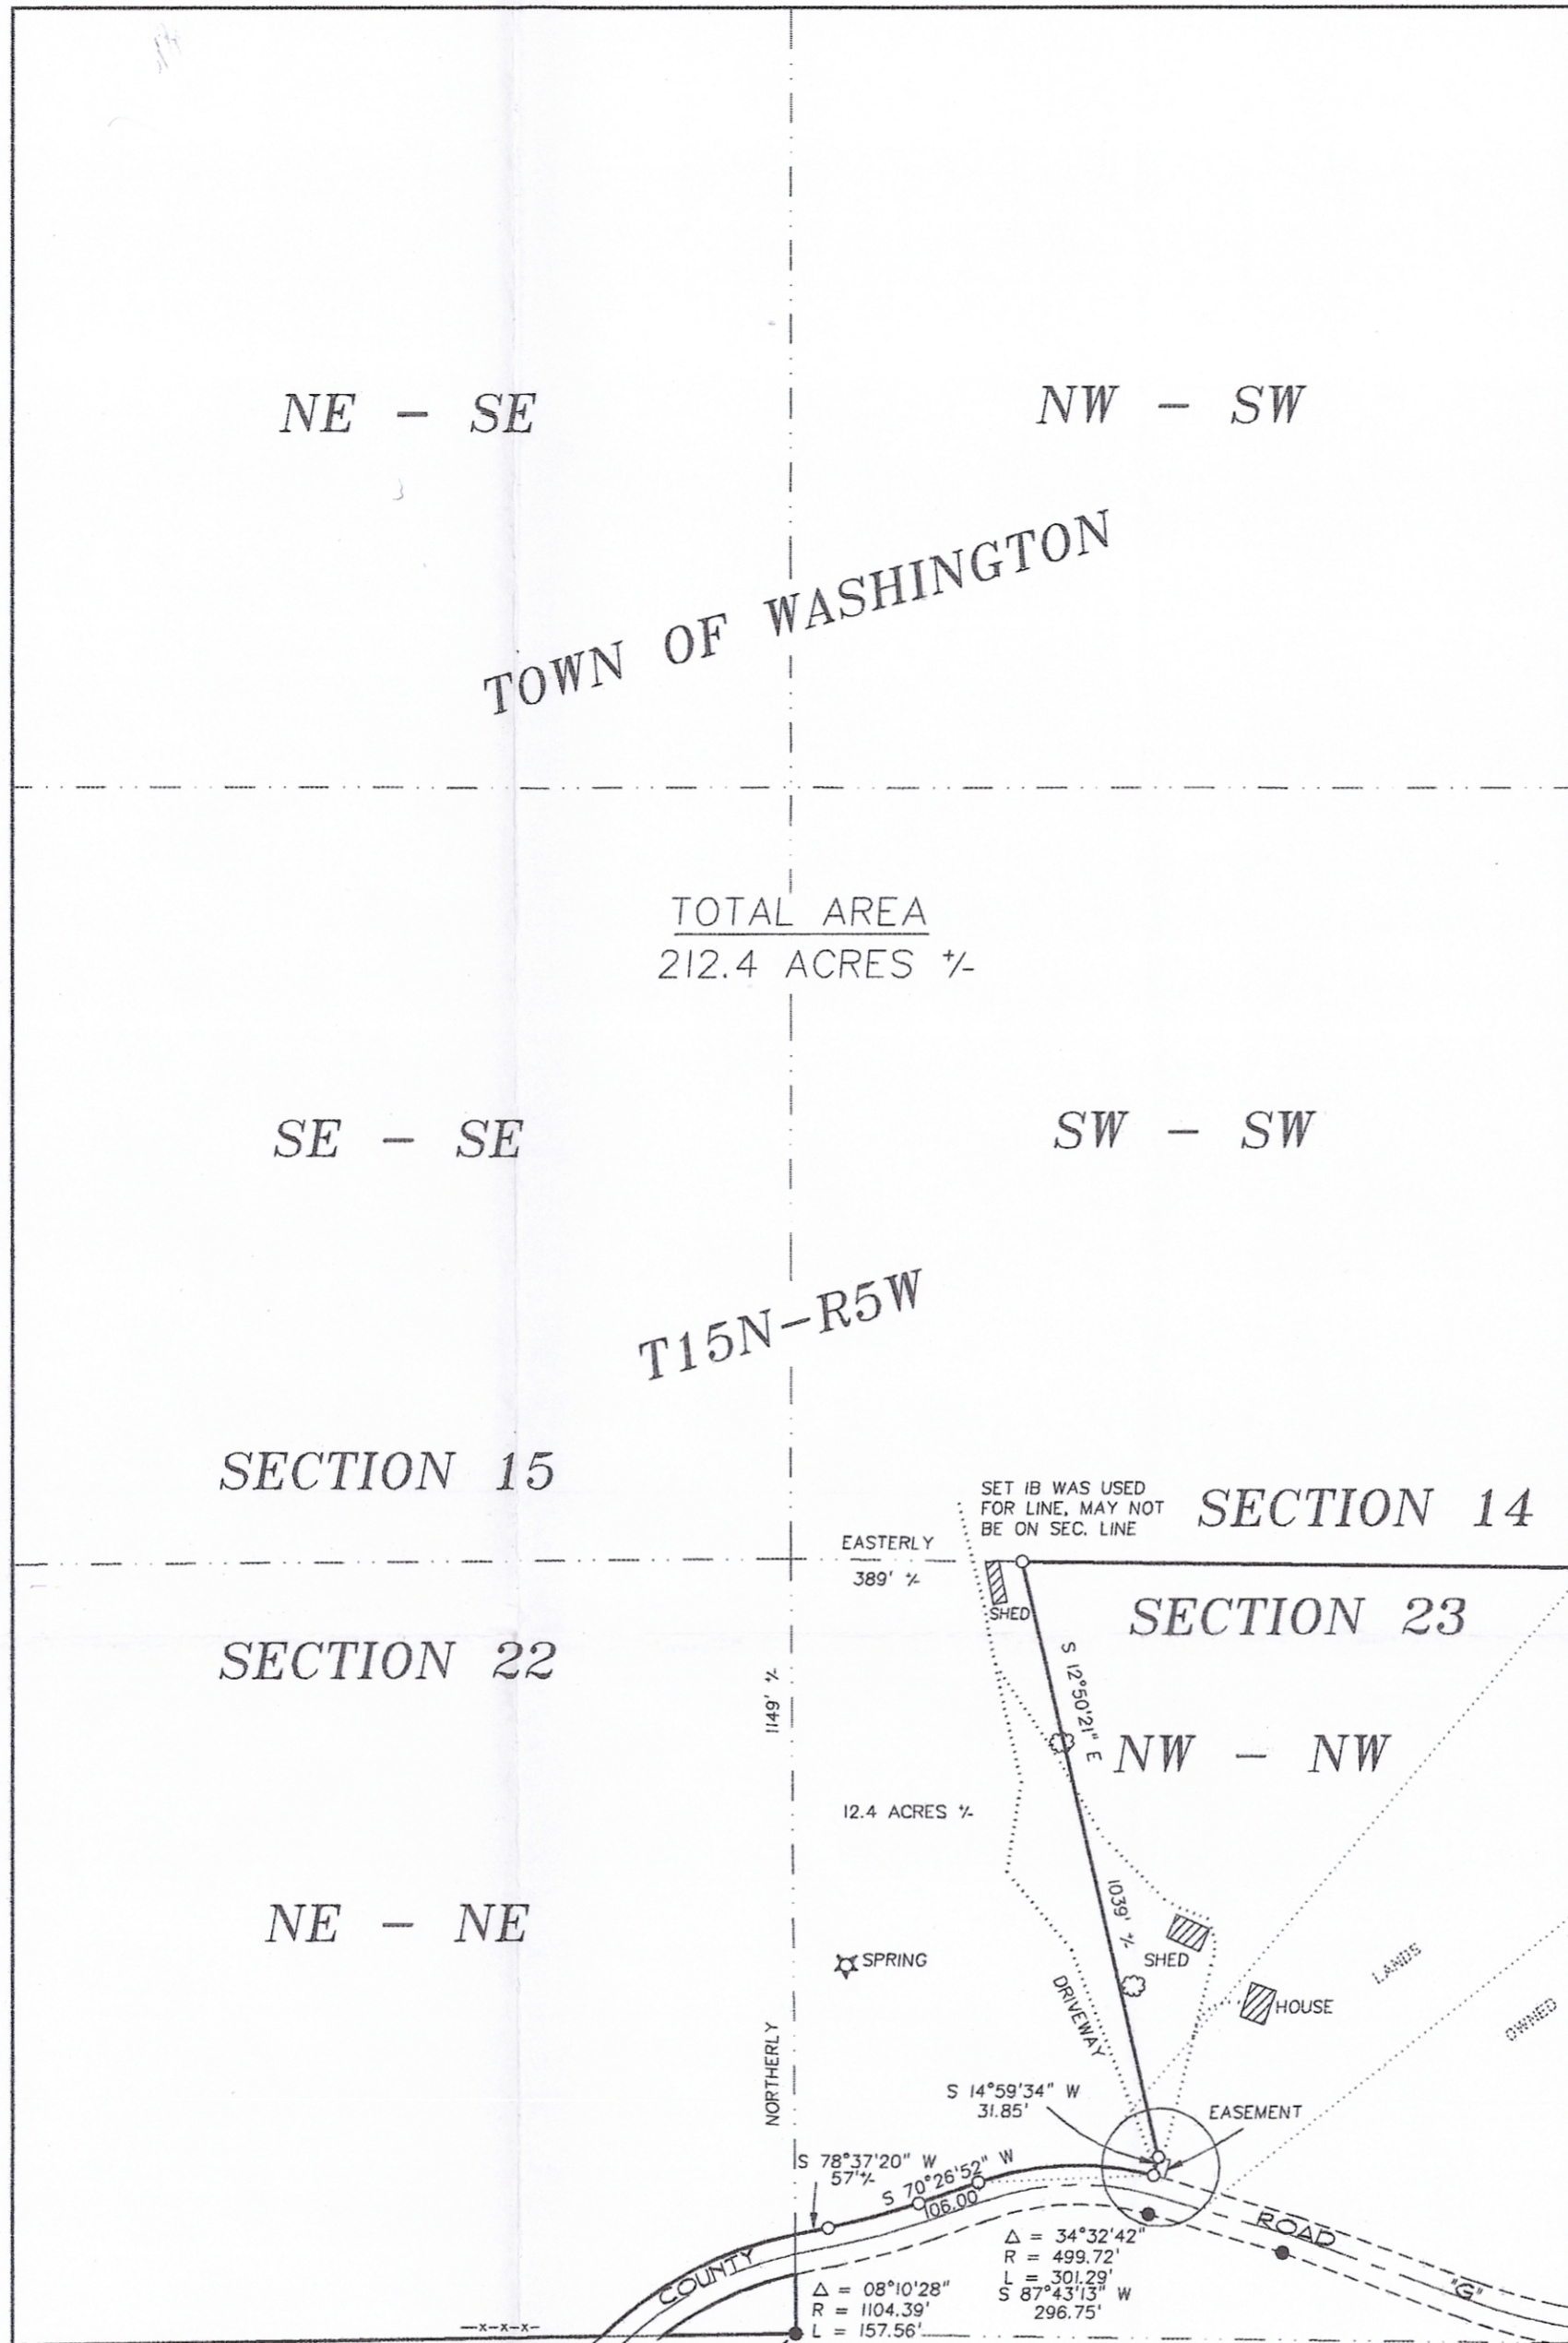 NE - SE
NW - SW
TOWN OF WASHINGTON
TOTAL AREA
212.4 ACRES +/-
SE - SE
SW - SW
T15N-R5W
SECTION 15
SET IB WAS USED
FOR LINE, MAY NOT
BE ON SEC. LINE
SECTION 14
EASTERLY
389' +/-
SHED
SECTION 23
SECTION 22
S 12°50'21" E
1149' +/-
NW - NW
12.4 ACRES +/-
1039' +/-
NE - NE
SPRING
SHED
LANDS
DRIVEWAY
HOUSE
OWNED
NORTHERLY
S 14°59'34" W
31.85'
EASEMENT
S 78°37'20" W
57'+/-
S 70°26'52" W
106.00'
COUNTY
ROAD
"G"
Δ = 34°32'42"
R = 499.72'
L = 301.29'
S 87°43'13" W
296.75'
Δ = 08°10'28"
R = 1104.39'
L = 157.56'
-x-x-x-